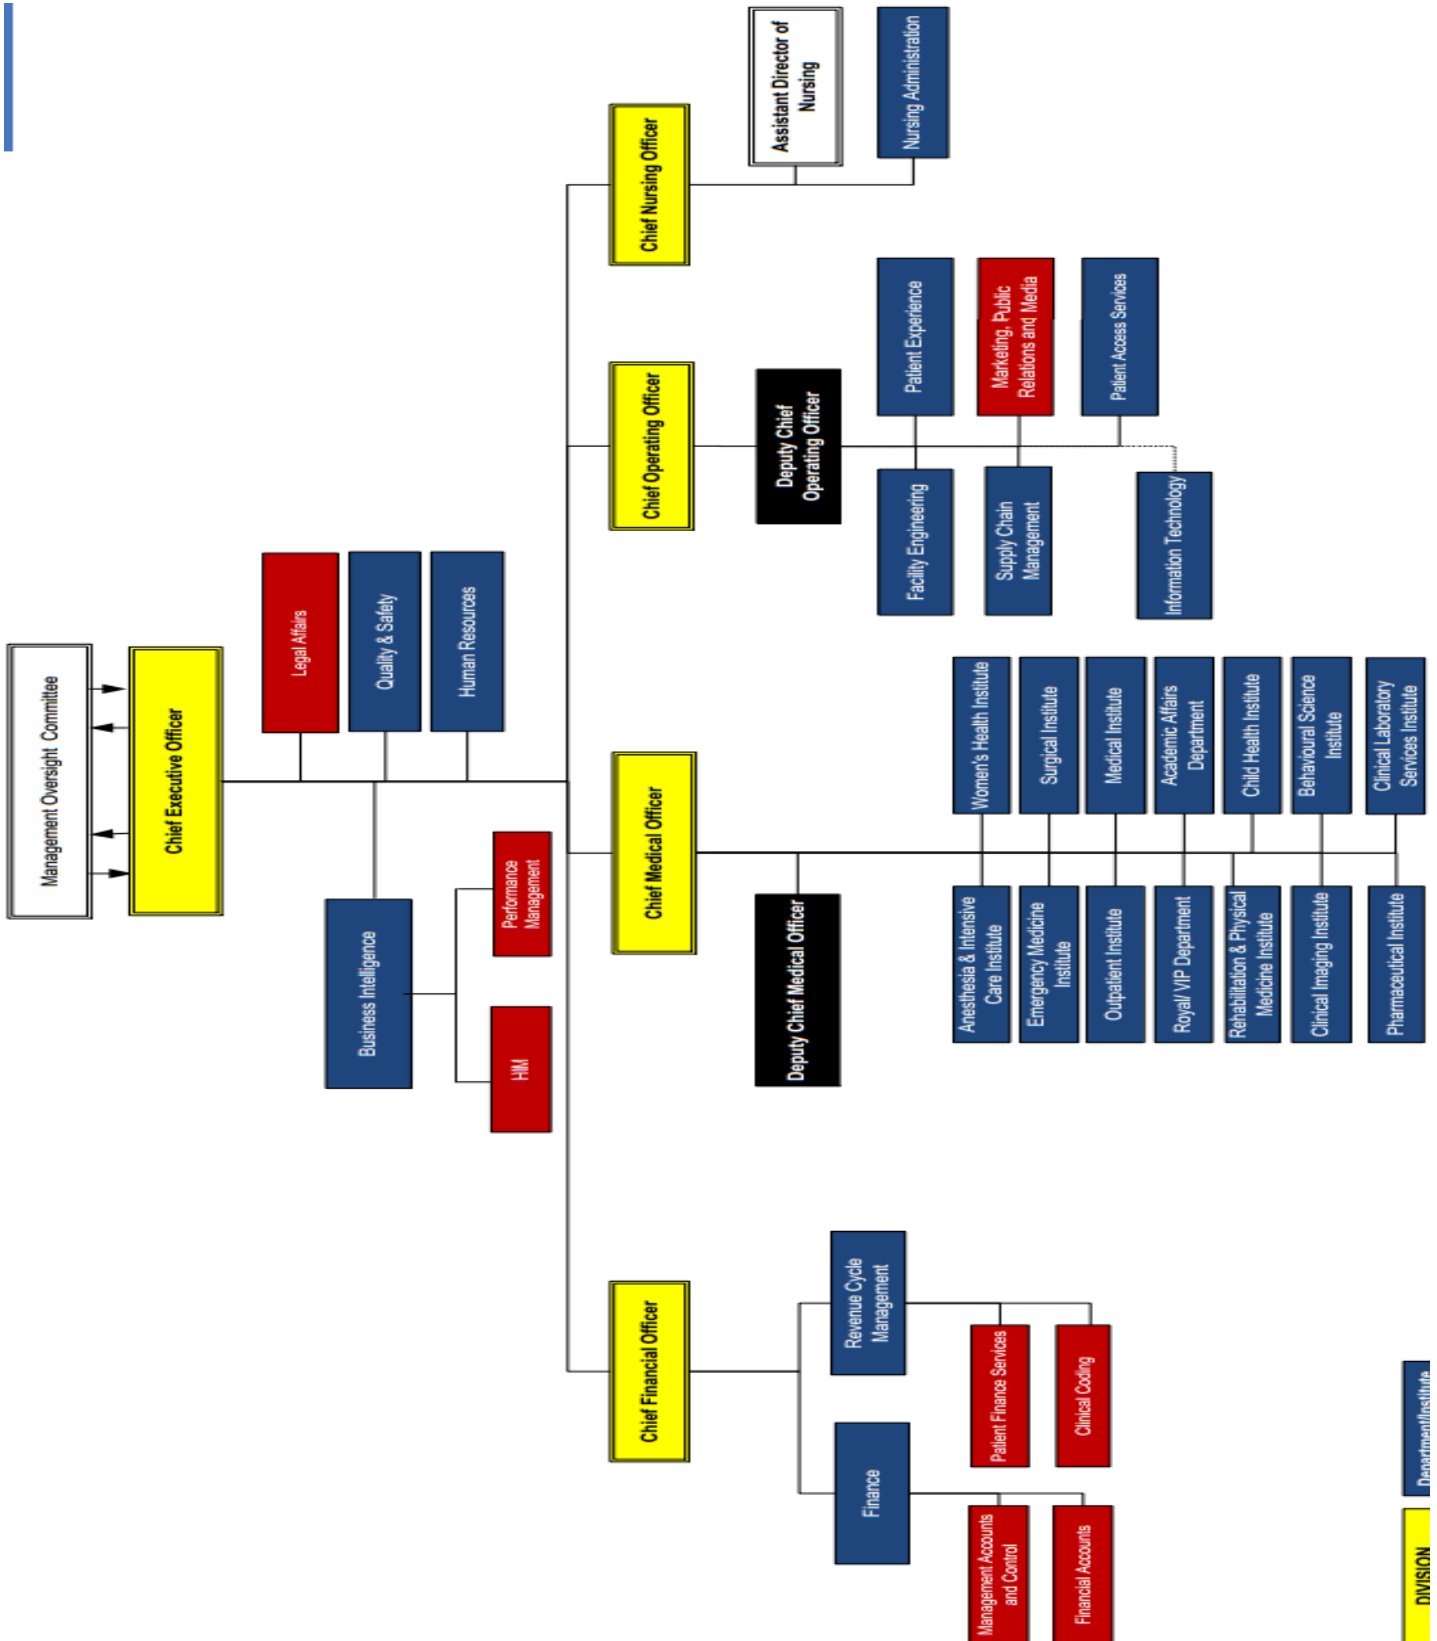 Management Oversight Committee
Chief Executive Officer
Legal Affairs
Quality & Safety
Human Resources
Business Intelligence
HIM
Performance
Management
Chief Financial Officer
Chief Medical Officer
Chief Operating Officer
Chief Nursing Officer
Finance
Revenue Cycle
Management
Management Accounts
and Control
Financial Accounts
Patient Finance Services
Clinical Coding
Deputy Chief Medical Officer
Anesthesia & Intensive
Care Institute
Women's Health Institute
Emergency Medicine
Institute
Surgical Institute
Outpatient Institute
Medical Institute
Royal/ VIP Department
Academic Affairs
Department
Rehabilitation & Physical
Medicine Institute
Child Health Institute
Clinical Imaging Institute
Behavioural Science
Institute
Pharmaceutical Institute
Clinical Laboratory
Services Institute
Deputy Chief
Operating Officer
Facility Engineering
Patient Experience
Supply Chain
Management
Marketing, Public
Relations and Media
Information Technology
Patient Access Services
Assistant Director of
Nursing
Nursing Administration
DIVISION
Department/Institute